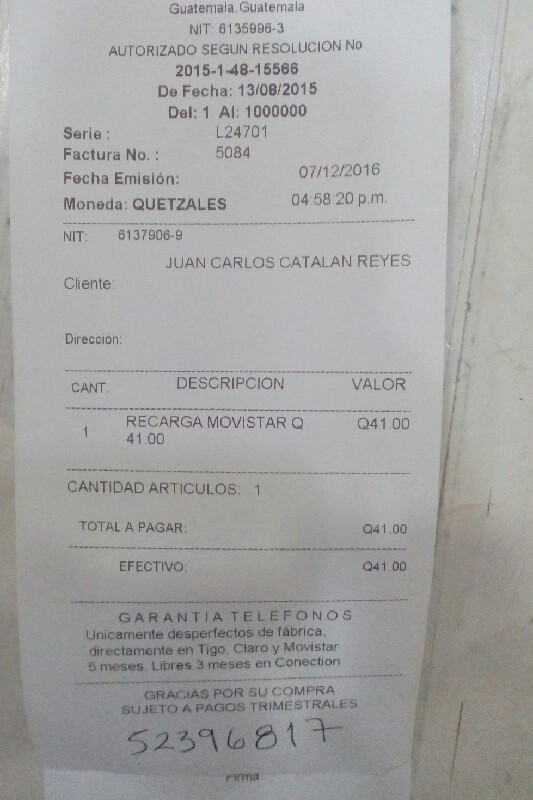 Guatemala, Guatemala
NIT: 6135996-3
AUTORIZADO SEGUN RESOLUCION No
2015-1-48-15566
De Fecha: 13/08/2015
Del: 1 Al: 1000000
Serie : L24701
Factura No. : 5084
Fecha Emisión: 07/12/2016
Moneda: QUETZALES 04:58:20 p.m.
NIT: 6137906-9
JUAN CARLOS CATALAN REYES
Cliente:
Dirección:
CANT. DESCRIPCION VALOR
1 RECARGA MOVISTAR Q Q41.00
41.00
CANTIDAD ARTICULOS: 1
TOTAL A PAGAR: Q41.00
EFECTIVO: Q41.00
GARANTIA TELEFONOS
Unicamente desperfectos de fábrica,
directamente en Tigo, Claro y Movistar
6 meses. Libres 3 meses en Conection
GRACIAS POR SU COMPRA
SUJETO A PAGOS TRIMESTRALES
52396817
Firma